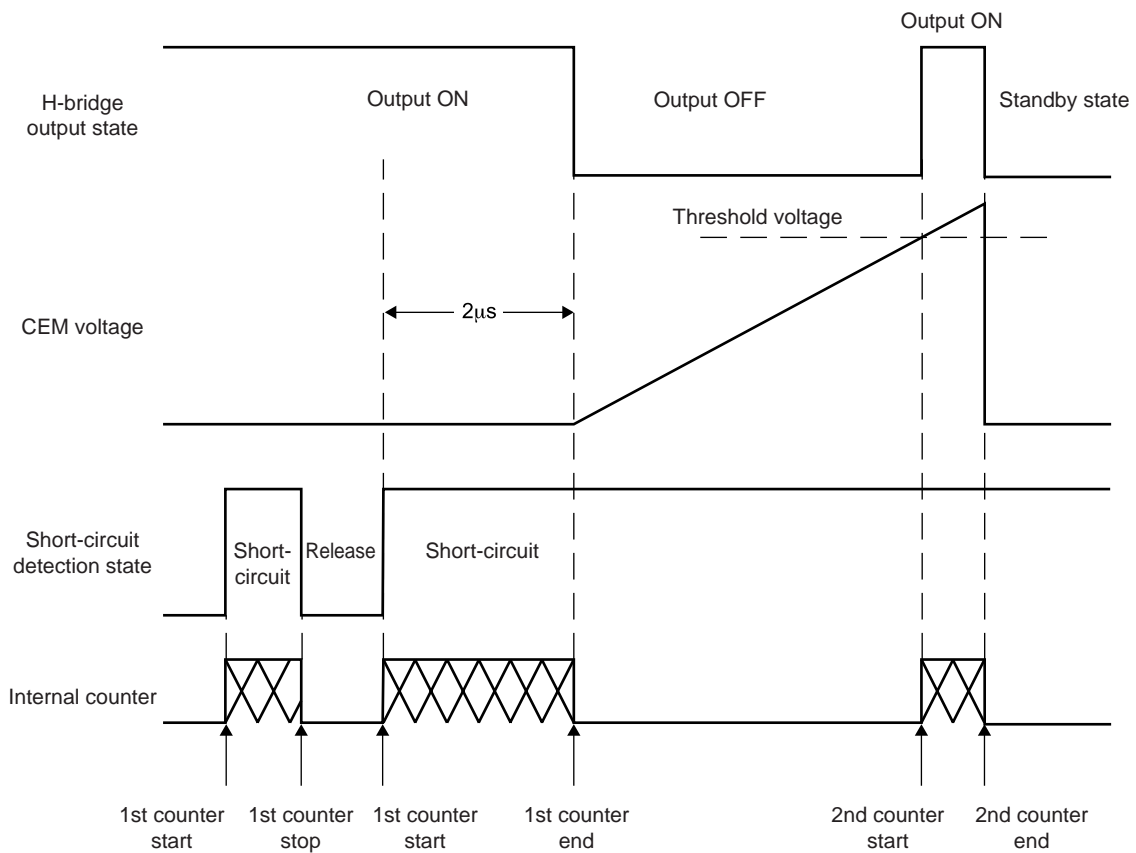 Output ON
H-bridge
output state
Output ON
Output OFF
Standby state
Threshold voltage
CEM voltage
2μs
Short-circuit
detection state
Short-
circuit
Release
Short-circuit
Internal counter
1st counter
start
1st counter
stop
1st counter
start
1st counter
end
2nd counter
start
2nd counter
end